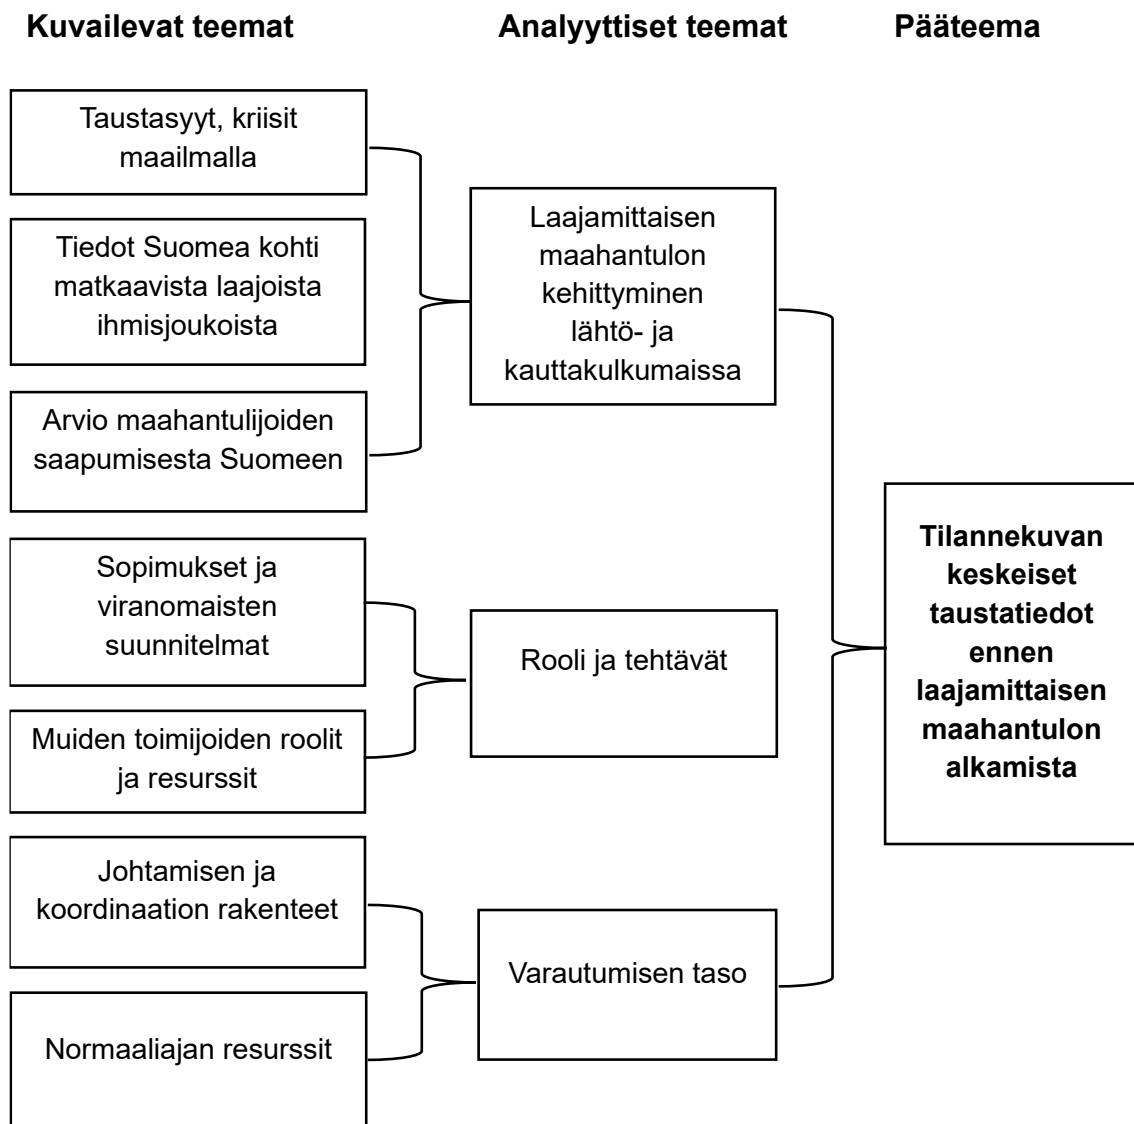 Kuvailevat teemat
Analyyttiset teemat
Pääteema
Taustasyyt, kriisit
maailmalla
Tiedot Suomea kohti
matkaavista laajoista
ihmisjoukoista
Arvio maahantulijoiden
saapumisesta Suomeen
Laajamittaisen
maahantulon
kehittyminen
lähtö- ja
kauttakulkumaissa
Sopimukset ja
viranomaisten
suunnitelmat
Muiden toimijoiden roolit
ja resurssit
Rooli ja tehtävät
Johtamisen ja
koordinaation rakenteet
Normaaliajan resurssit
Varautumisen taso
Tilannekuvan
keskeiset
taustatiedot
ennen
laajamittaisen
maahantulon
alkamista